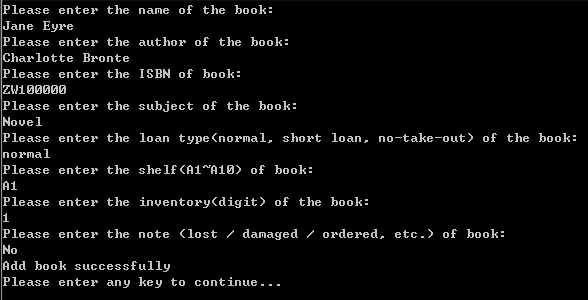 Please enter the name of the book:
Jane Eyre
Please enter the author of the book:
Charlotte Bronte
Please enter the ISBN of book:
ZW100000
Please enter the subject of the book:
Novel
Please enter the loan type(normal, short loan, no-take-out) of the book:
normal
Please enter the shelf(A1~A10) of book:
A1
Please enter the inventory(digit) of the book:
1
Please enter the note (lost / damaged / ordered, etc.) of book:
No
Add book successfully
Please enter any key to continue...